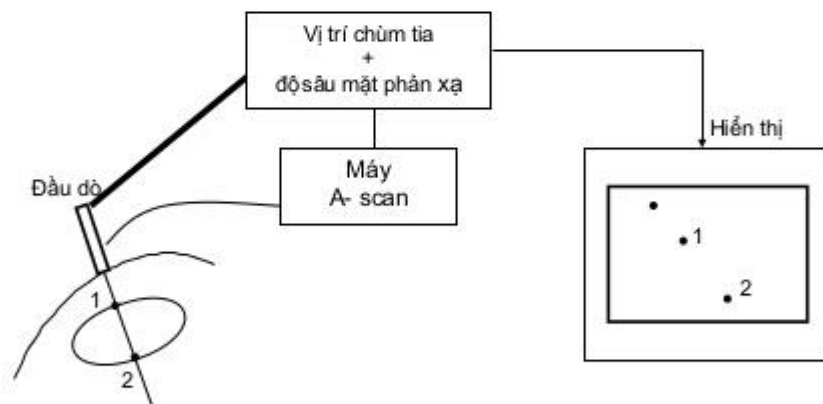 Vị trí chùm tia
+
độsâu mặt phản xạ
Hiển thị
Máy
A- scan
Đầu dò
1
2
1
2